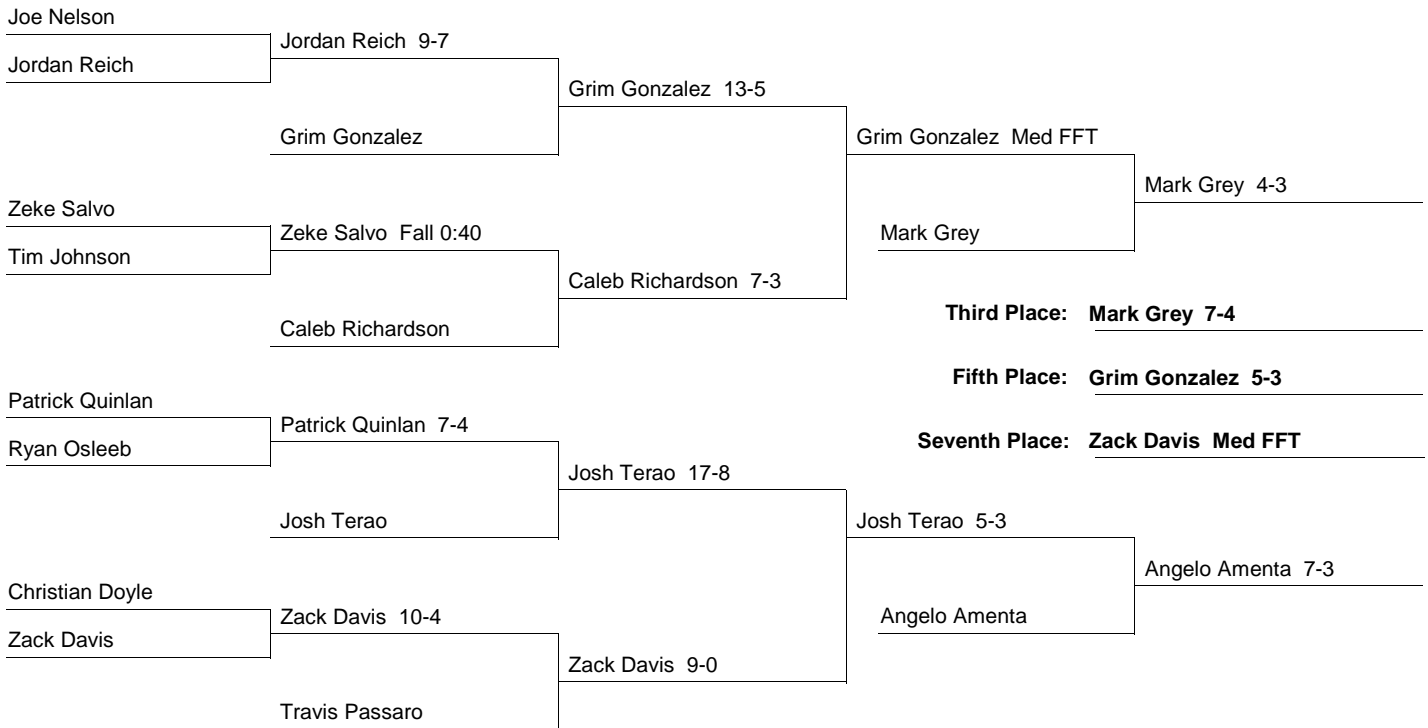 Joe Nelson
Jordan Reich 9-7
Jordan Reich
Grim Gonzalez 13-5
Grim Gonzalez
Grim Gonzalez Med FFT
Mark Grey 4-3
Zeke Salvo
Zeke Salvo Fall 0:40
Mark Grey
Tim Johnson
Caleb Richardson 7-3
Third Place: Mark Grey 7-4
Caleb Richardson
Fifth Place: Grim Gonzalez 5-3
Patrick Quinlan
Patrick Quinlan 7-4
Ryan Osleeb
Seventh Place: Zack Davis Med FFT
Josh Terao 17-8
Josh Terao
Josh Terao 5-3
Angelo Amenta 7-3
Christian Doyle
Zack Davis 10-4
Angelo Amenta
Zack Davis
Zack Davis 9-0
Travis Passaro